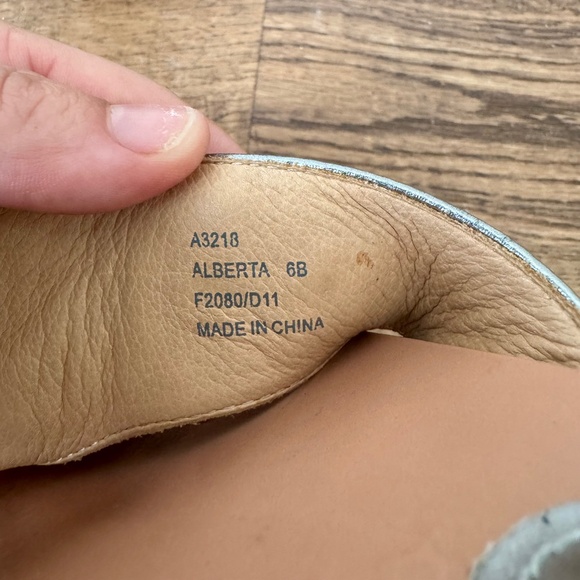 A3218
ALBERTA 6B
F2080/D11
MADE IN CHINA